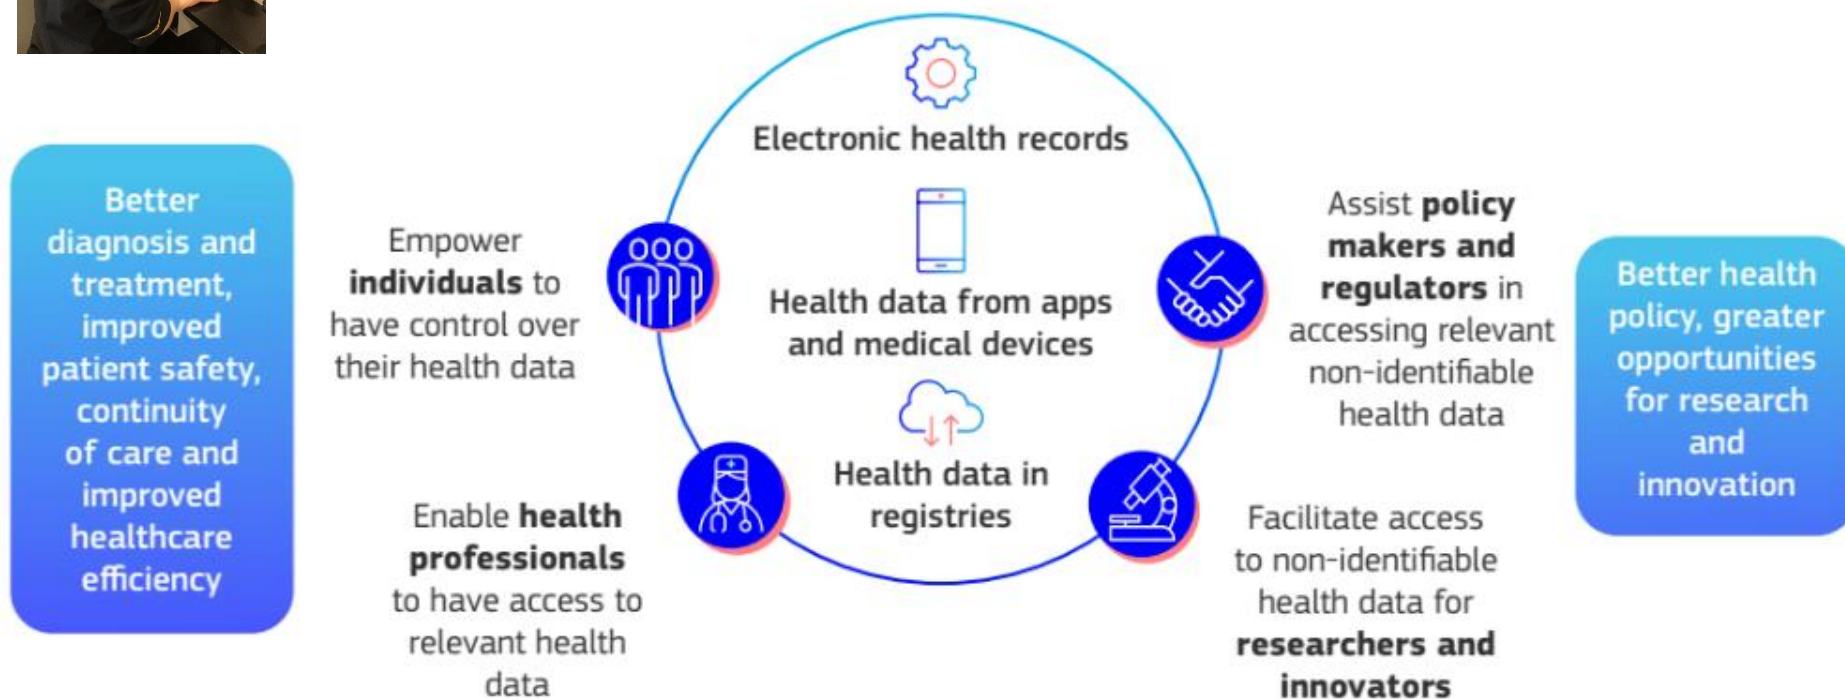 Better
diagnosis and
treatment,
improved
patient safety,
continuity
of care and
improved
healthcare
efficiency
Empower
individuals to
have control over
their health data
Enable health
professionals
to have access to
relevant health
data
Electronic health records
Health data from apps
and medical devices
Health data in
registries
Assist policy
makers and
regulators in
accessing relevant
non-identifiable
health data
Facilitate access
to non-identifiable
health data for
researchers and
innovators
Better health
policy, greater
opportunities
for research
and
innovation